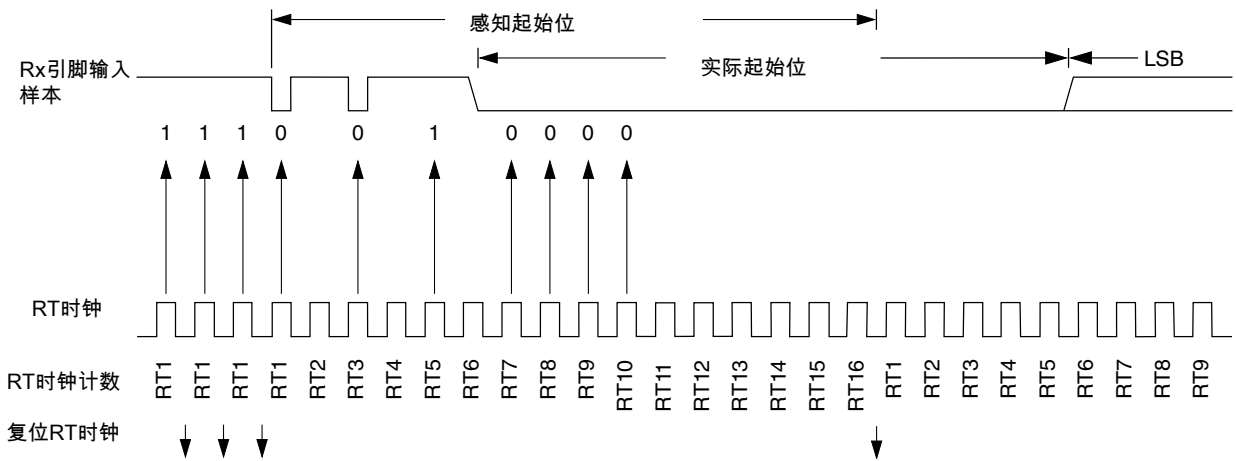 感知起始位
实际起始位
LSB
Rx引脚输入
样本
1 1 1 0 0 1 0 0 0 0
RT时钟
RT时钟计数
RT1 RT1 RT1 RT1 RT2 RT3 RT4 RT5 RT6 RT7 RT8 RT9 RT10 RT11 RT12 RT13 RT14 RT15 RT16 RT1 RT2 RT3 RT4 RT5 RT6 RT7 RT8 RT9
复位RT时钟